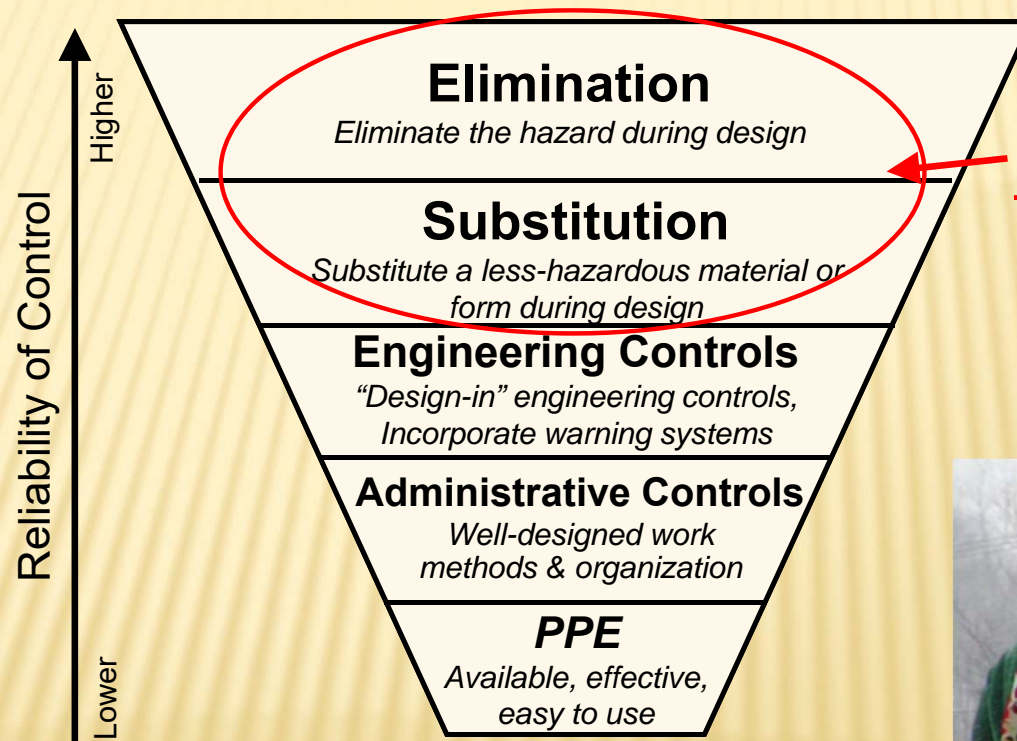 Reliability of Control
Higher
Lower
Elimination
Eliminate the hazard during design
Substitution
Substitute a less-hazardous material or
form during design
Engineering Controls
“Design-in” engineering controls,
Incorporate warning systems
Administrative Controls
Well-designed work
methods & organization
PPE
Available, effective,
easy to use